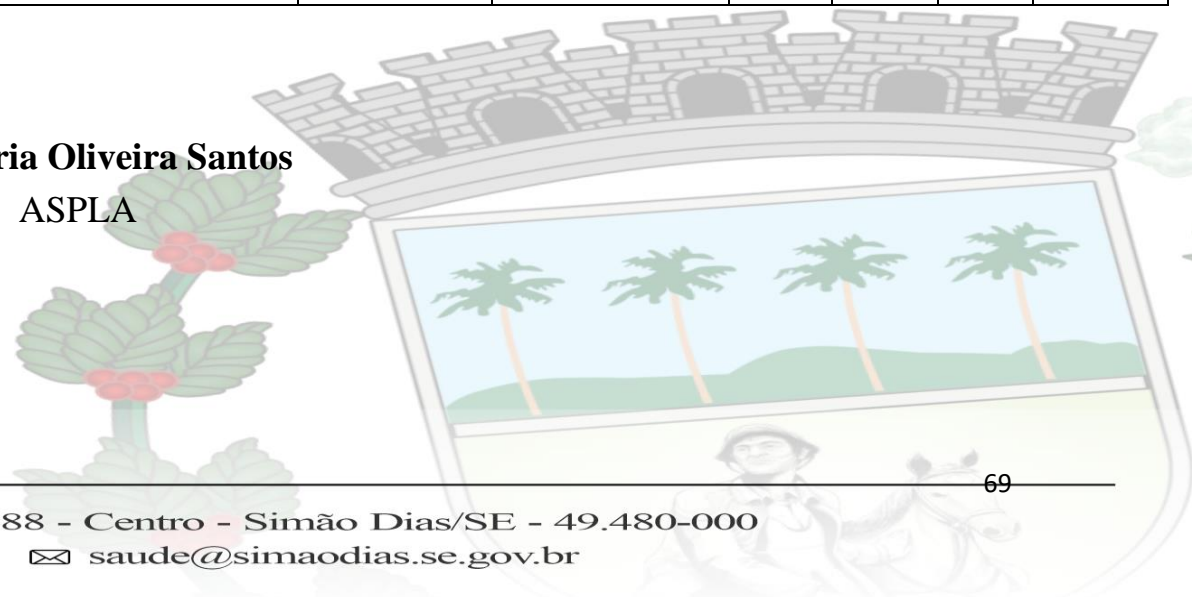 ria Oliveira Santos
ASPLA
69
88 - Centro - Simão Dias/SE - 49.480-000
saude@simaodias.se.gov.br